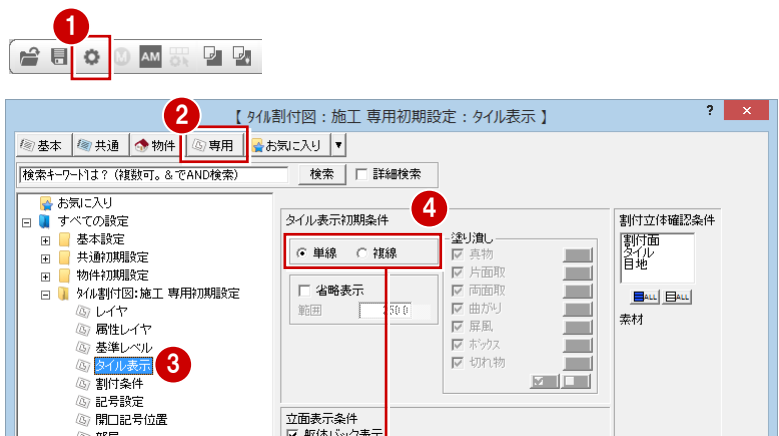 1
M
AM
【 ﾀｲﾙ割付図：施工 専用初期設定：タイル表示 】
?
×
2
基本
共通
物件
専用
お気に入り
検索キーワードは？（複数可。& でAND検索）
検索
詳細検索
お気に入り
すべての設定
基本設定
共通初期設定
物件初期設定
ﾀｲﾙ割付図：施工 専用初期設定
レイヤ
属性レイヤ
基準レベル
タイル表示
3
割付条件
記号設定
開口記号位置
タイル表示初期条件
4
単線
複線
省略表示
範囲
塗り潰し
真物
片面取
両面取
曲がり
屏風
ボックス
切れ物
立面表示条件
躯体バック表示
割付立体確認条件
割付面
タイル
目地
ALL
ALL
素材